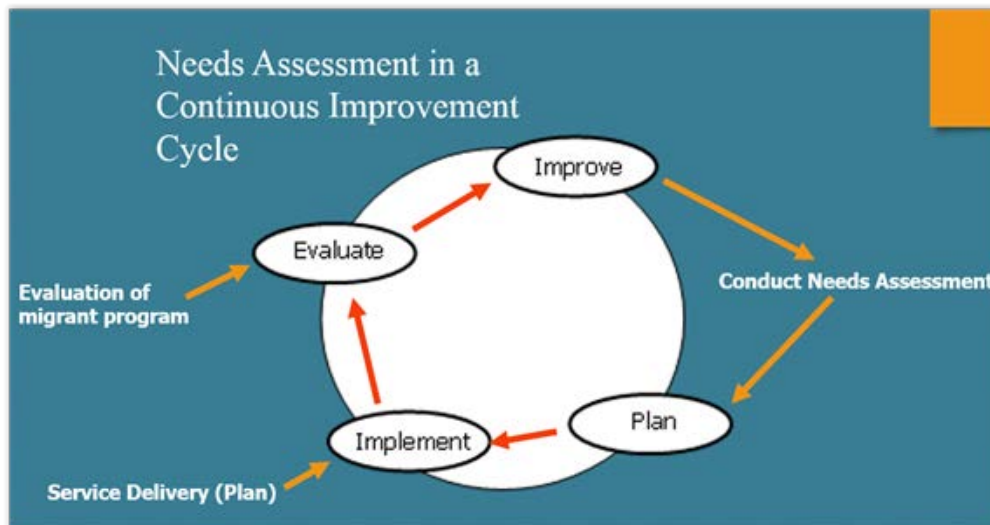 Needs Assessment in a
Continuous Improvement
Cycle
Improve
Evaluate
Conduct Needs Assessment
Evaluation of
migrant program
Plan
Implement
Service Delivery (Plan)